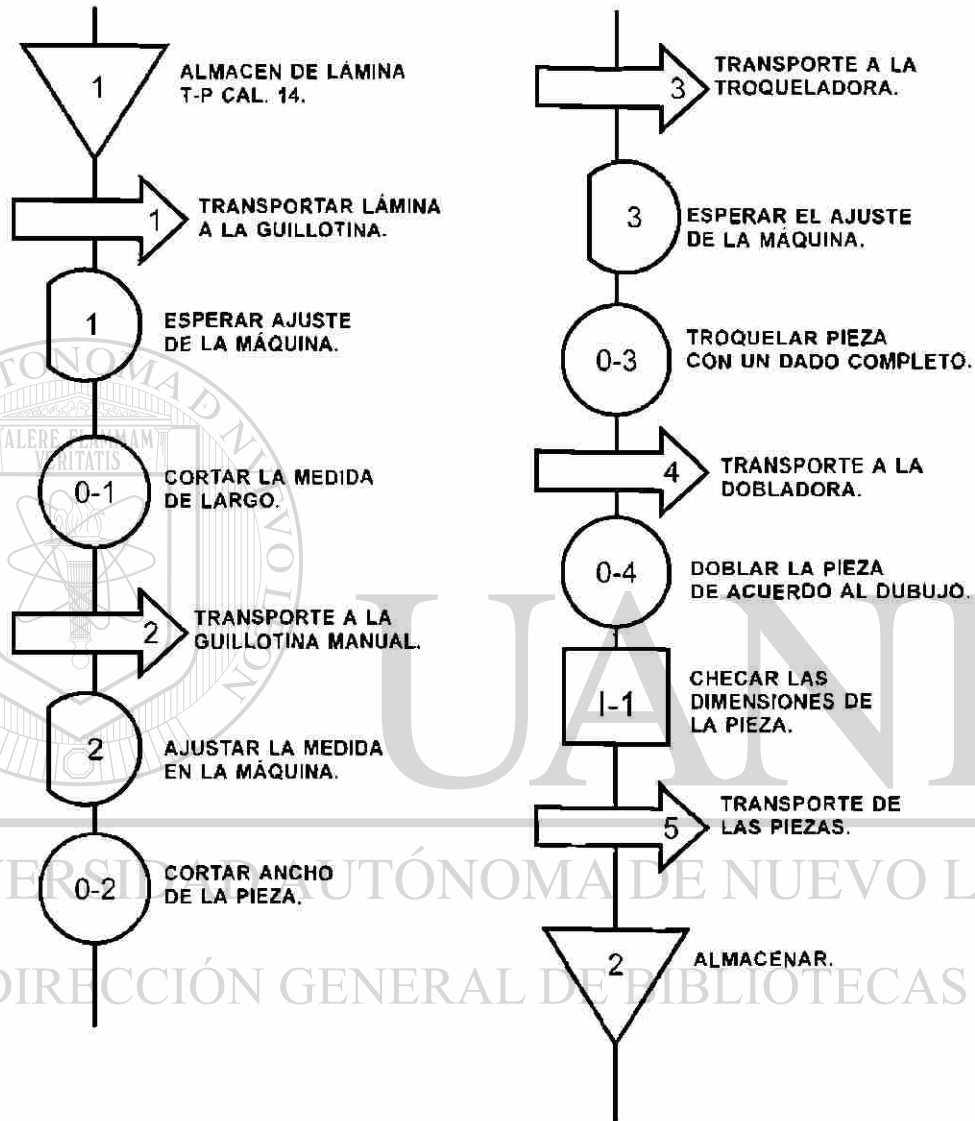 1
ALMACEN DE LÁMINA
T-P CAL. 14.
1
TRANSPORTAR LÁMINA
A LA GUILLOTINA.
1
ESPERAR AJUSTE
DE LA MÁQUINA.
0-1
CORTAR LA MEDIDA
DE LARGO.
2
TRANSPORTE A LA
GUILLOTINA MANUAL.
2
AJUSTAR LA MEDIDA
EN LA MÁQUINA.
0-2
CORTAR ANCHO
DE LA PIEZA.
3
TRANSPORTE A LA
TROQUELADORA.
3
ESPERAR EL AJUSTE
DE LA MÁQUINA.
0-3
TROQUELAR PIEZA
CON UN DADO COMPLETO.
4
TRANSPORTE A LA
DOBLADORA.
0-4
DOBLAR LA PIEZA
DE ACUERDO AL DUBUJO.
I-1
CHECAR LAS
DIMENSIONES DE
LA PIEZA.
5
TRANSPORTE DE
LAS PIEZAS.
2
ALMACENAR.
TONOMA D NUEVO LEON
ALERE FLAMMAM
VERITATIS
UANL
VERSIDAD AUTÓNOMA DE NUEVO L
DIRECCIÓN GENERAL DE BIBLIOTECAS